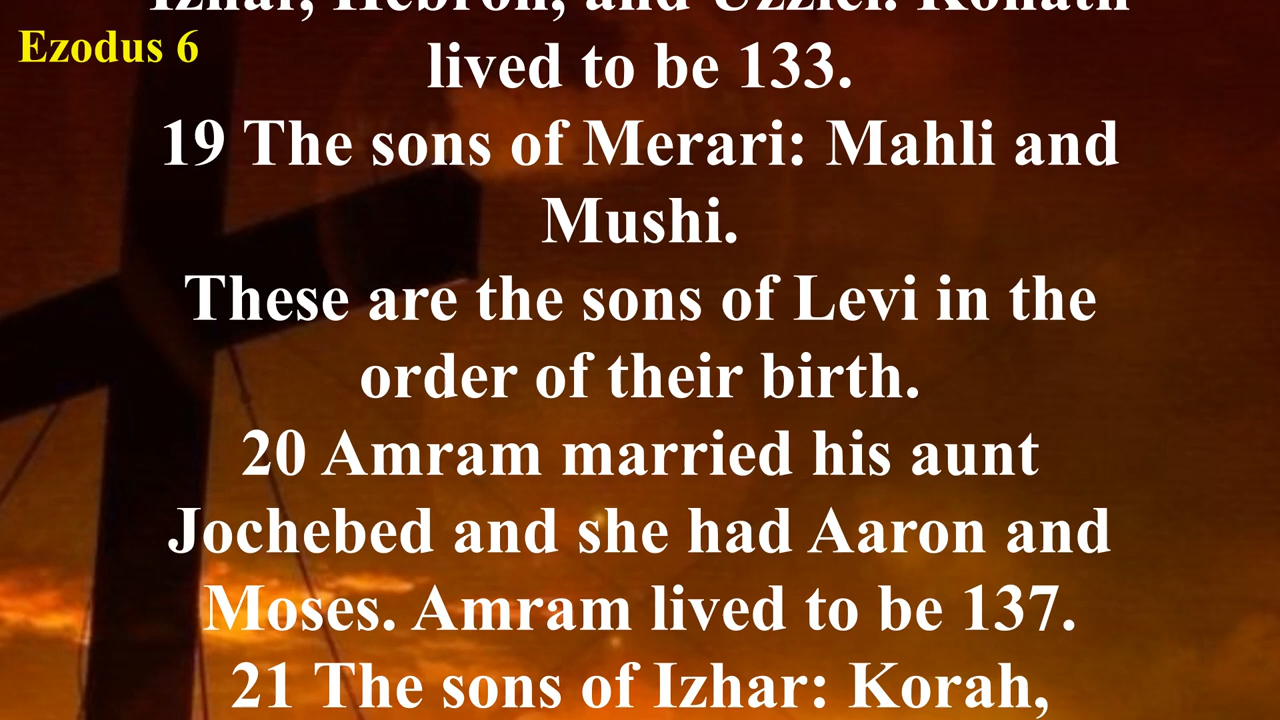 Ezodus 6
Izhar, Hebron, and Uzziel. Kohath
lived to be 133.
19 The sons of Merari: Mahli and
Mushi.
These are the sons of Levi in the
order of their birth.
20 Amram married his aunt
Jochebed and she had Aaron and
Moses. Amram lived to be 137.
21 The sons of Izhar: Korah,